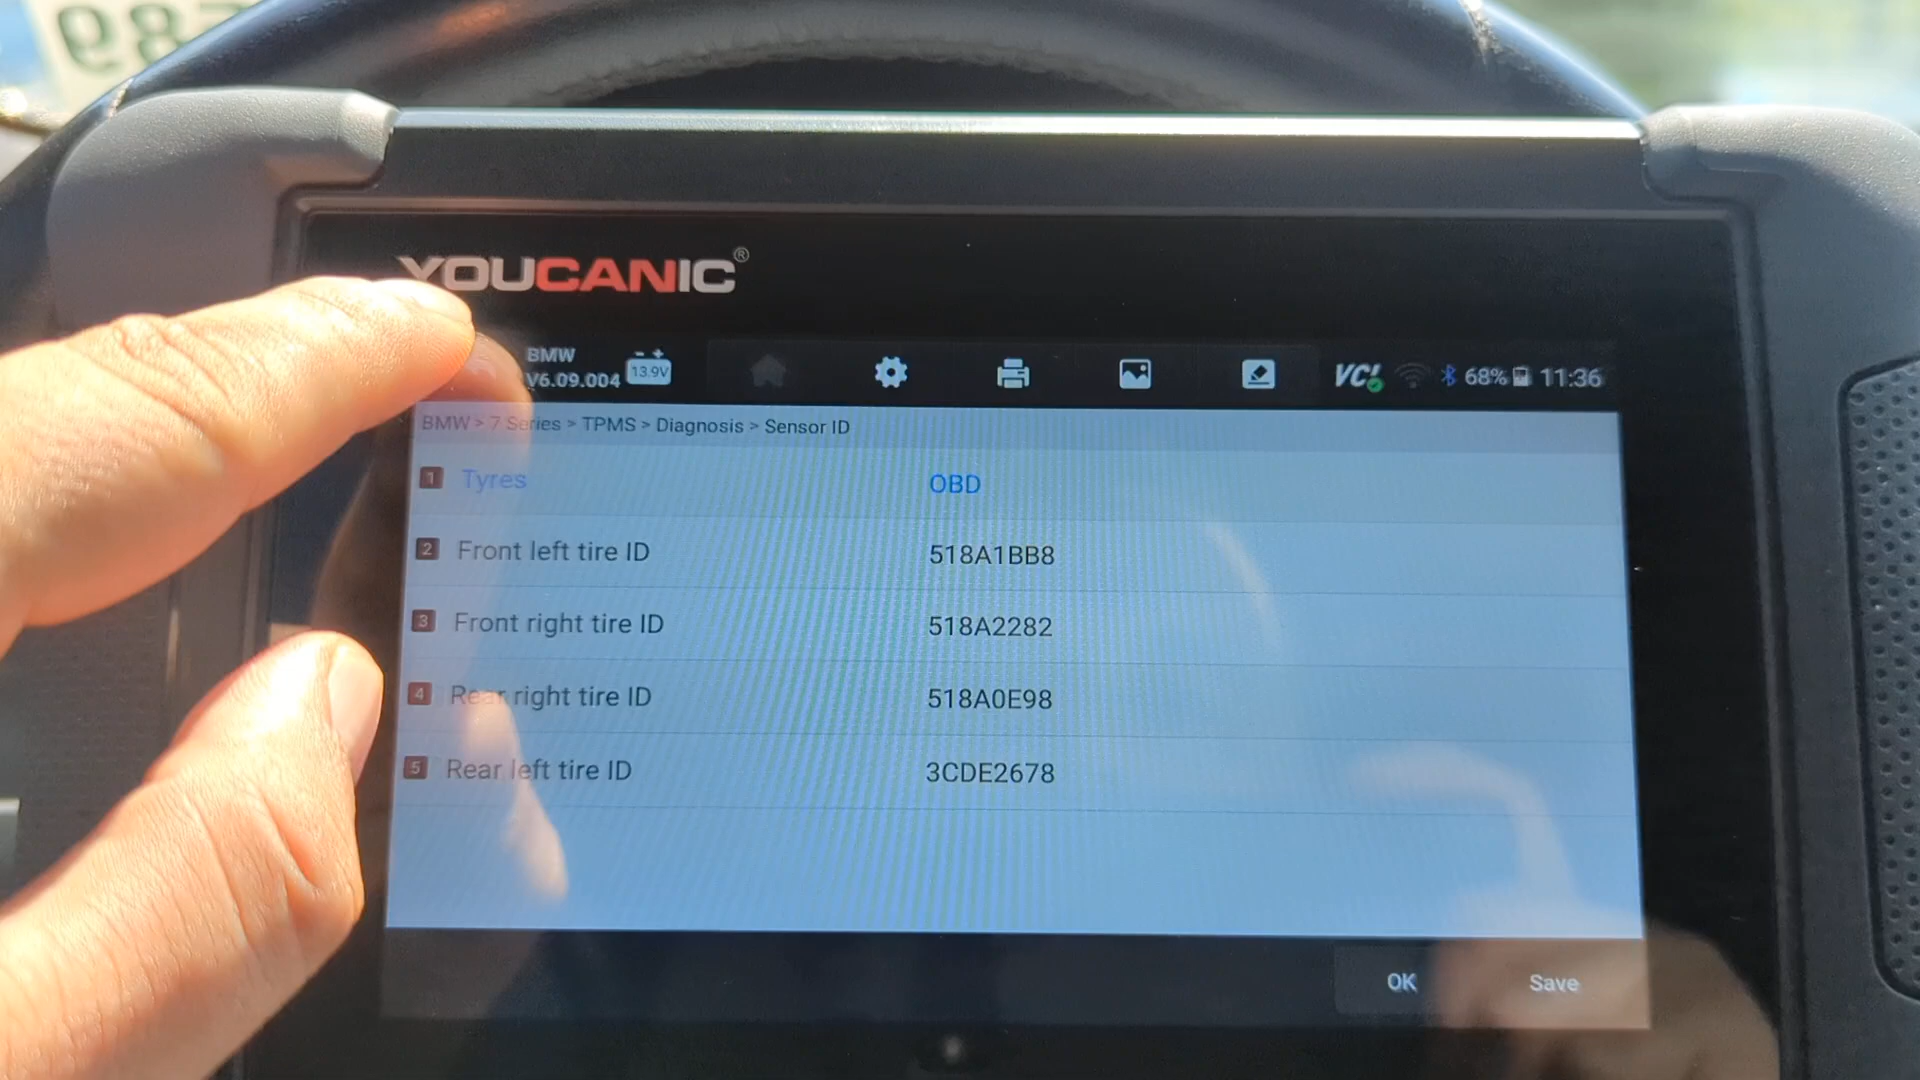 YOUCANIC®
BMW
V6.09.004
13.9V
VCI
68%
11:36
BMW > 7 Series > TPMS > Diagnosis > Sensor ID
1 Tyres OBD
2 Front left tire ID 518A1BB8
3 Front right tire ID 518A2282
4 Rear right tire ID 518A0E98
5 Rear left tire ID 3CDE2678
OK Save